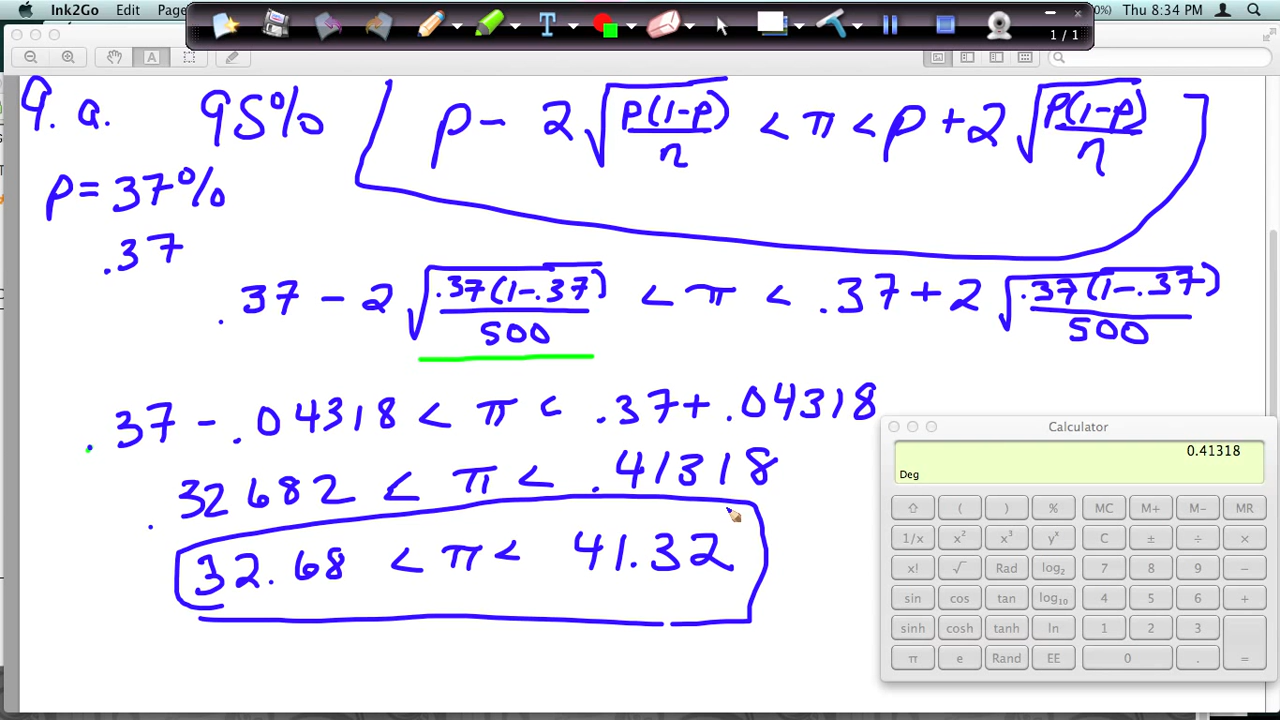 Ink2Go Edit Pag 0%) Thu 8:34 PM
T
1 / 1
9. a. 95% p - 2√(p(1-p)/n) < π < p + 2√(p(1-p)/n)
p = 37%
.37
.37 - 2√(.37(1-.37)/500) < π < .37 + 2√(.37(1-.37)/500)
.37 - .04318 < π < .37 + .04318
.32682 < π < .41318
32.68 < π < 41.32
Calculator
0.41318
Deg
( ) % MC M+ M- MR
1/x x² x³ yˣ C ± ÷ ×
x! √ Rad log₂ 7 8 9 −
sin cos tan log₁₀ 4 5 6 +
sinh cosh tanh ln 1 2 3
π e Rand EE 0 . =